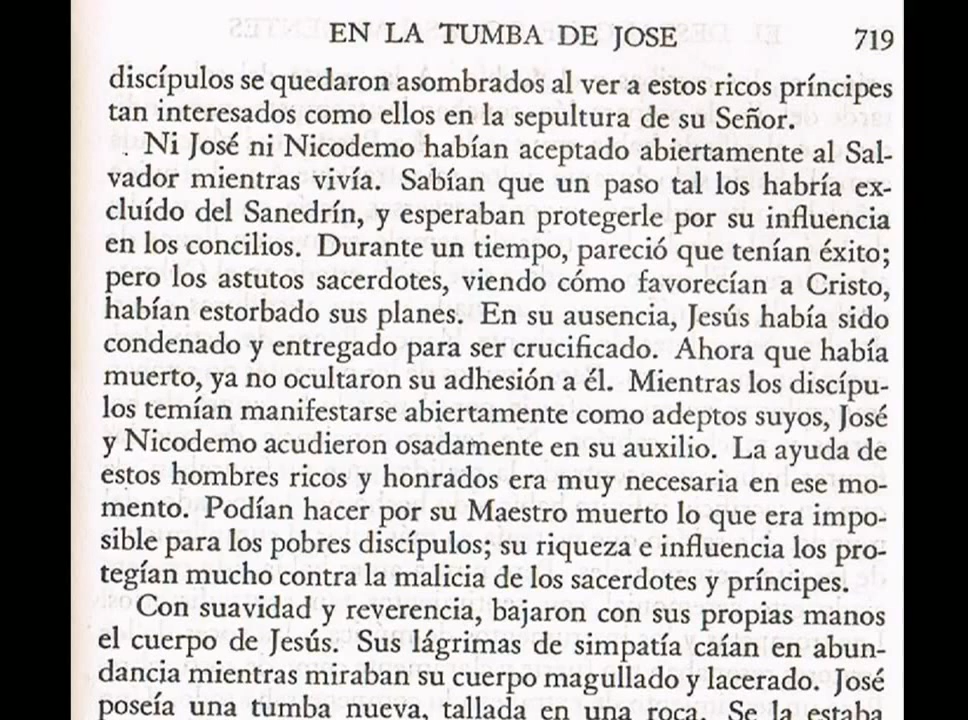 EN LA TUMBA DE JOSE 719
discípulos se quedaron asombrados al ver a estos ricos príncipes
tan interesados como ellos en la sepultura de su Señor.
Ni José ni Nicodemo habían aceptado abiertamente al Sal-
vador mientras vivía. Sabían que un paso tal los habría ex-
cluído del Sanedrín, y esperaban protegerle por su influencia
en los concilios. Durante un tiempo, pareció que tenían éxito;
pero los astutos sacerdotes, viendo cómo favorecían a Cristo,
habían estorbado sus planes. En su ausencia, Jesús había sido
condenado y entregado para ser crucificado. Ahora que había
muerto, ya no ocultaron su adhesión a él. Mientras los discípu-
los temían manifestarse abiertamente como adeptos suyos, José
y Nicodemo acudieron osadamente en su auxilio. La ayuda de
estos hombres ricos y honrados era muy necesaria en ese mo-
mento. Podían hacer por su Maestro muerto lo que era impo-
sible para los pobres discípulos; su riqueza e influencia los pro-
tegían mucho contra la malicia de los sacerdotes y príncipes.
Con suavidad y reverencia, bajaron con sus propias manos
el cuerpo de Jesús. Sus lágrimas de simpatía caían en abun-
dancia mientras miraban su cuerpo magullado y lacerado. José
poseía una tumba nueva, tallada en una roca. Se la estaba